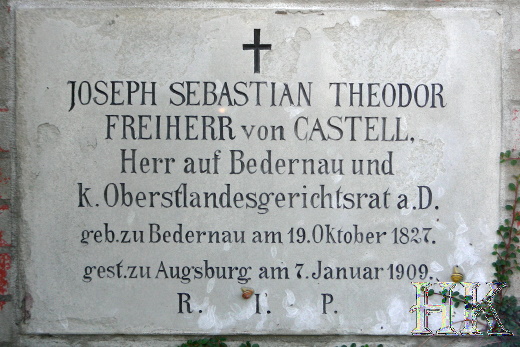 JOSEPH SEBASTIAN THEODOR
FREIHERR von CASTELL,
Herr auf Bedernau und
k. Oberstlandesgerichtsrat a.D.
geb. zu Bedernau am 19. Oktober 1827.
gest. zu Augsburg am 7. Januar 1909.
R. I. P.
HK